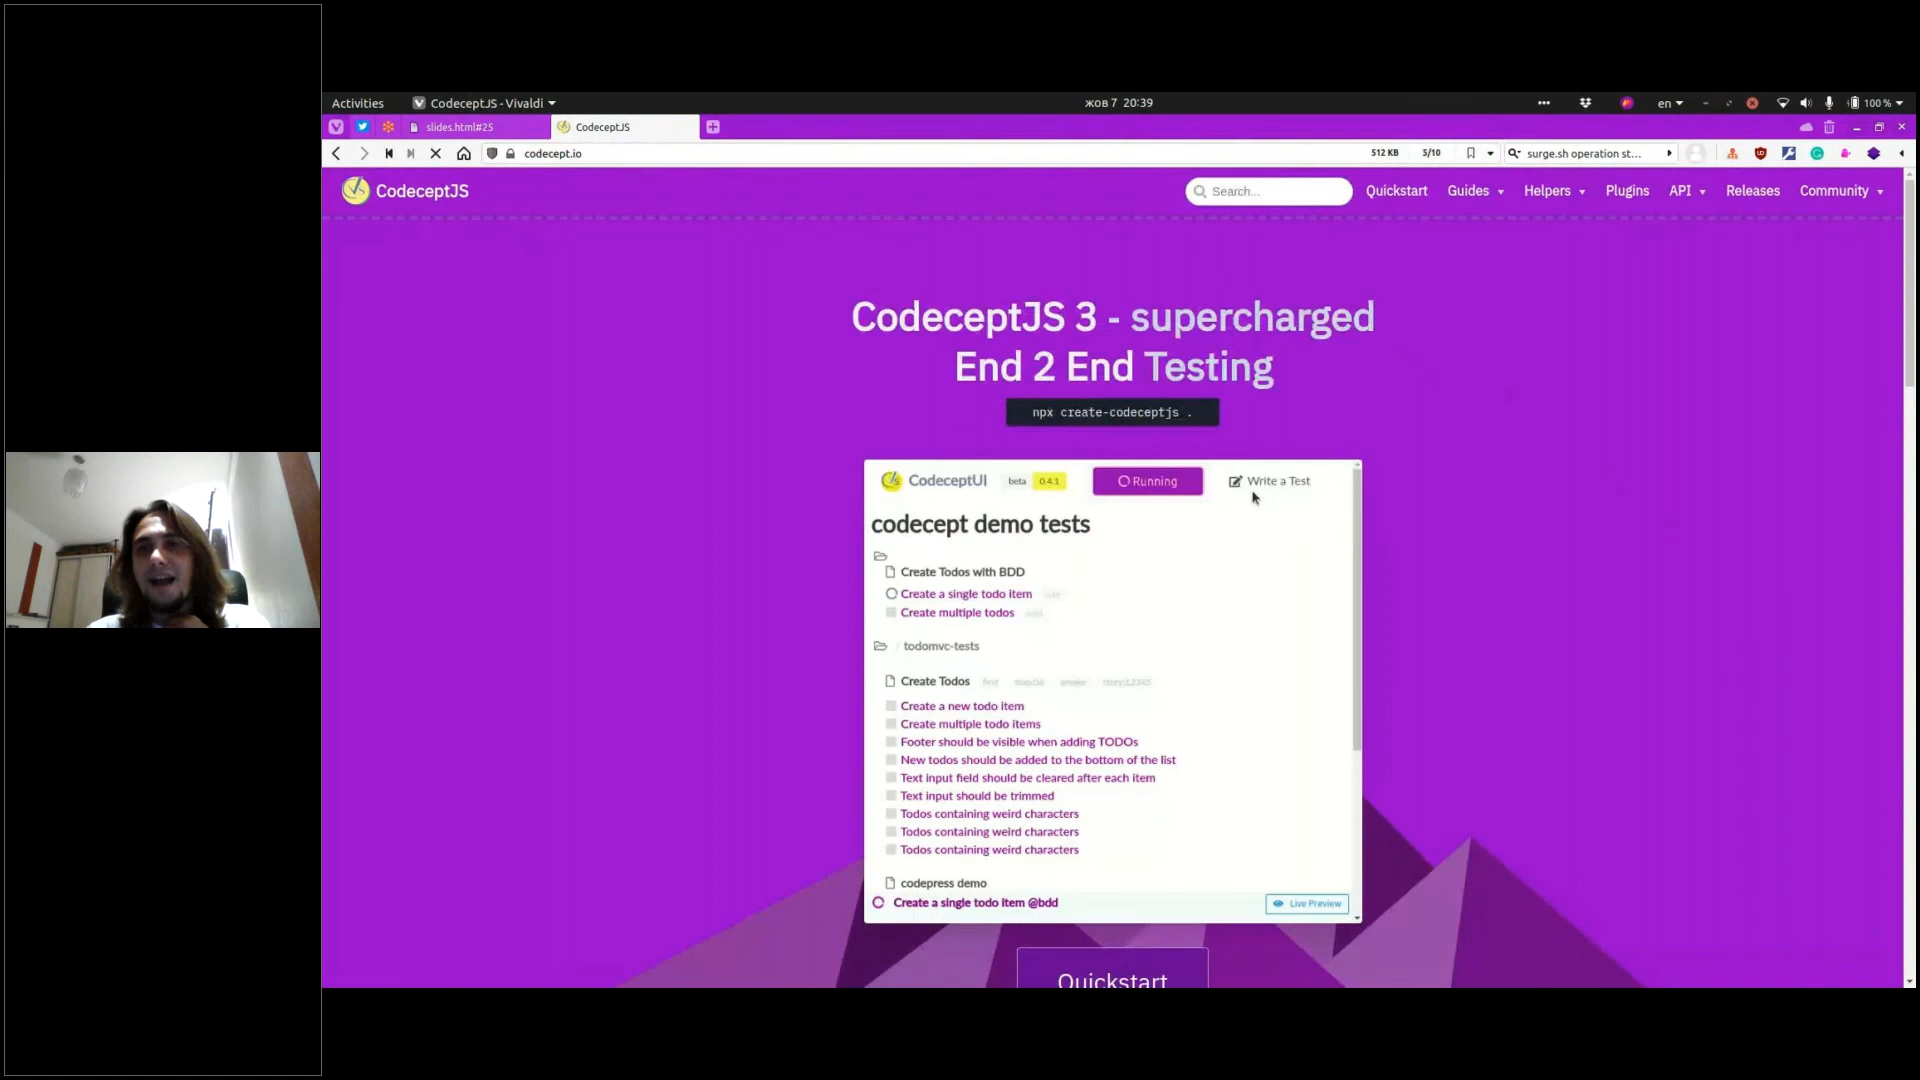 Activities CodeceptJS - Vivaldi жов 7 20:39 en 100 %
slides.html#25 CodeceptJS
codecept.io 512 KB 5/10 surge.sh operation st...
CodeceptJS Search... Quickstart Guides Helpers Plugins API Releases Community
CodeceptJS 3 - supercharged
End 2 End Testing
npx create-codeceptjs .
CodeceptUI beta 0.4.1 Running Write a Test
codecept demo tests
Create Todos with BDD
Create a single todo item
Create multiple todos
/ todomvc-tests
Create Todos first step:06 smoke story:12345
Create a new todo item
Create multiple todo items
Footer should be visible when adding TODOs
New todos should be added to the bottom of the list
Text input field should be cleared after each item
Text input should be trimmed
Todos containing weird characters
Todos containing weird characters
Todos containing weird characters
codepress demo
Create a single todo item @bdd Live Preview
Quickstart